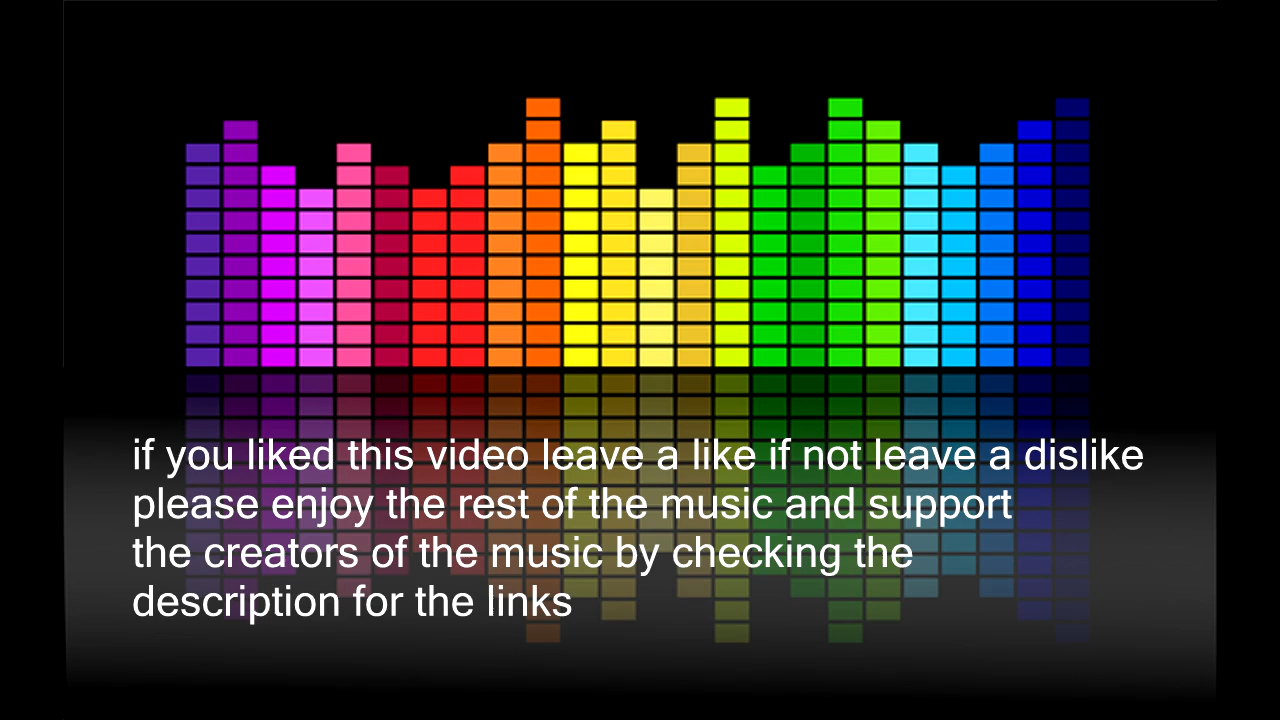 if you liked this video leave a like if not leave a dislike
please enjoy the rest of the music and support
the creators of the music by checking the
description for the links